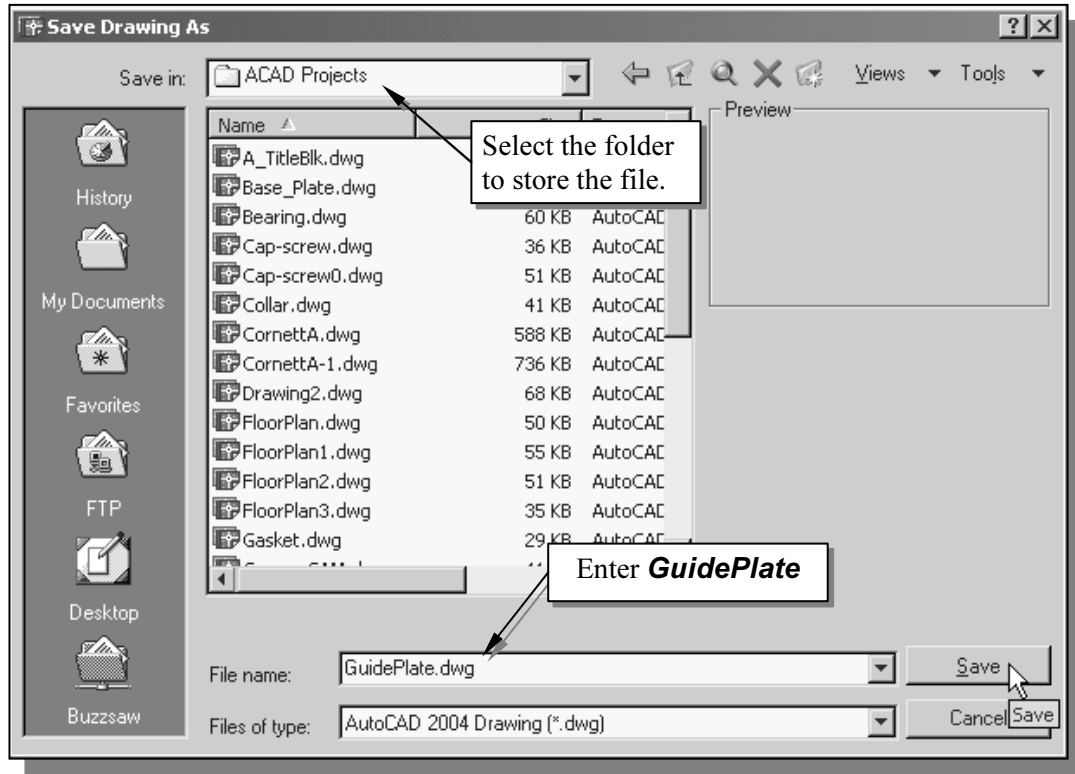 Save Drawing As
Save in: ACAD Projects Views Tools
History
My Documents
Favorites
FTP
Desktop
Buzzsaw
Name
A_TitleBlk.dwg
Base_Plate.dwg
Bearing.dwg 60 KB AutoCAD
Cap-screw.dwg 36 KB AutoCAD
Cap-screw0.dwg 51 KB AutoCAD
Collar.dwg 41 KB AutoCAD
CornettA.dwg 588 KB AutoCAD
CornettA-1.dwg 736 KB AutoCAD
Drawing2.dwg 68 KB AutoCAD
FloorPlan.dwg 50 KB AutoCAD
FloorPlan1.dwg 55 KB AutoCAD
FloorPlan2.dwg 51 KB AutoCAD
FloorPlan3.dwg 35 KB AutoCAD
Gasket.dwg 29 KB AutoCAD
Preview
Select the folder
to store the file.
Enter GuidePlate
File name: GuidePlate.dwg Save
Files of type: AutoCAD 2004 Drawing (*.dwg) Cancel
Save